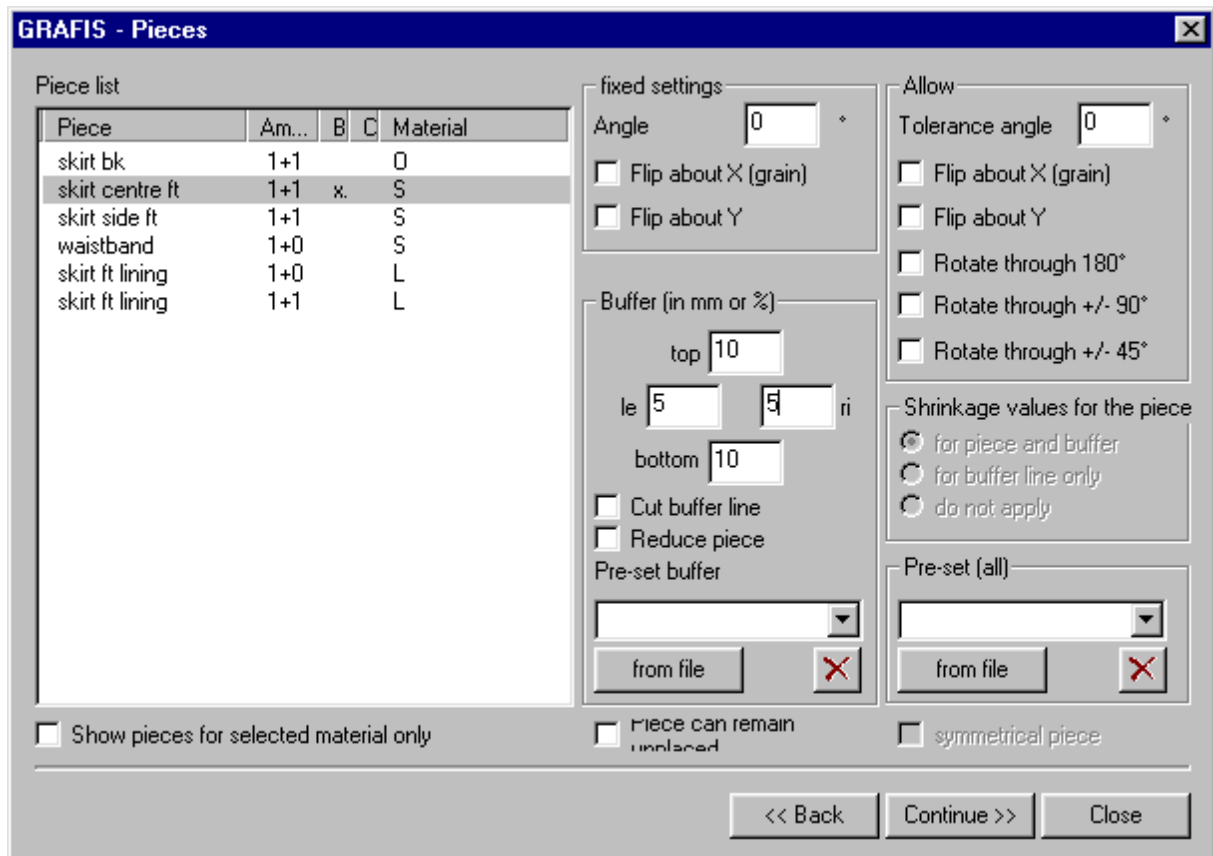 GRAFIS - Pieces
Piece list
Piece Am... B C Material
skirt bk 1+1 O
skirt centre ft 1+1 x. S
skirt side ft 1+1 S
waistband 1+0 S
skirt ft lining 1+0 L
skirt ft lining 1+1 L
Show pieces for selected material only
fixed settings
Angle 0 °
Flip about X (grain)
Flip about Y
Buffer (in mm or %)
top 10
le 5 5 ri
bottom 10
Cut buffer line
Reduce piece
Pre-set buffer
from file
Piece can remain
unplaced
Allow
Tolerance angle 0 °
Flip about X (grain)
Flip about Y
Rotate through 180°
Rotate through +/- 90°
Rotate through +/- 45°
Shrinkage values for the piece
for piece and buffer
for buffer line only
do not apply
Pre-set (all)
from file
symmetrical piece
<< Back Continue >> Close